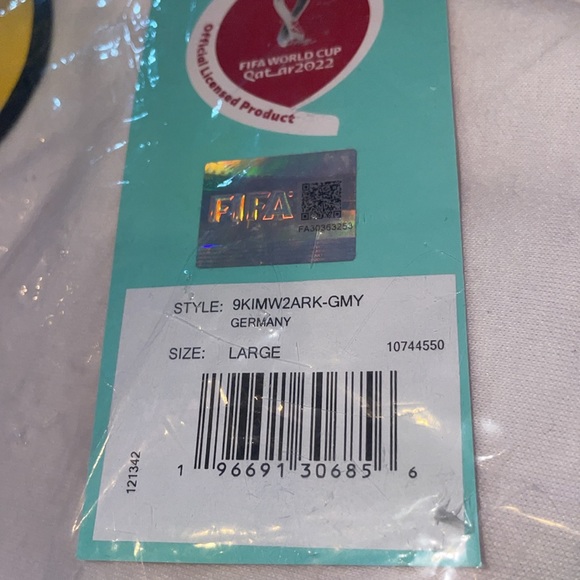 FIFA WORLD CUP
Qatar2022
Official Licensed Product
FIFA
FA30363253
STYLE: 9KIMW2ARK-GMY
GERMANY
SIZE: LARGE
10744550
121342
1 96691 30685 6